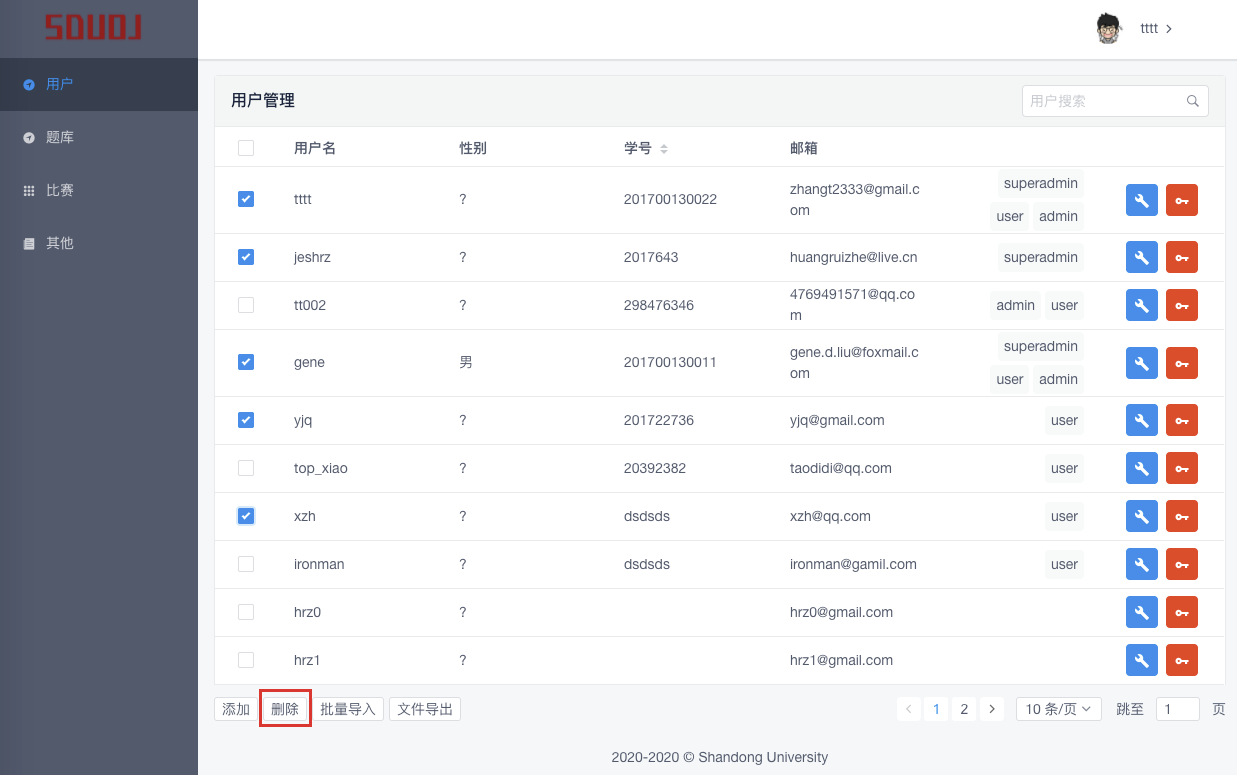 SDUOJ
tttt
用户
题库
比赛
其他
用户管理
用户搜索
用户名 性别 学号 邮箱
tttt ? 201700130022 zhangt2333@gmail.c
om superadmin
user admin
jeshrz ? 2017643 huangruizhe@live.cn superadmin
tt002 ? 298476346 4769491571@qq.co
m admin user
gene 男 201700130011 gene.d.liu@foxmail.c
om superadmin
user admin
yjq ? 201722736 yjq@gmail.com user
top_xiao ? 20392382 taodidi@qq.com user
xzh ? dsdsds xzh@qq.com user
ironman ? dsdsds ironman@gamil.com user
hrz0 ? hrz0@gmail.com
hrz1 ? hrz1@gmail.com
添加 删除 批量导入 文件导出 1 2 10 条/页 跳至 1 页
2020-2020 © Shandong University